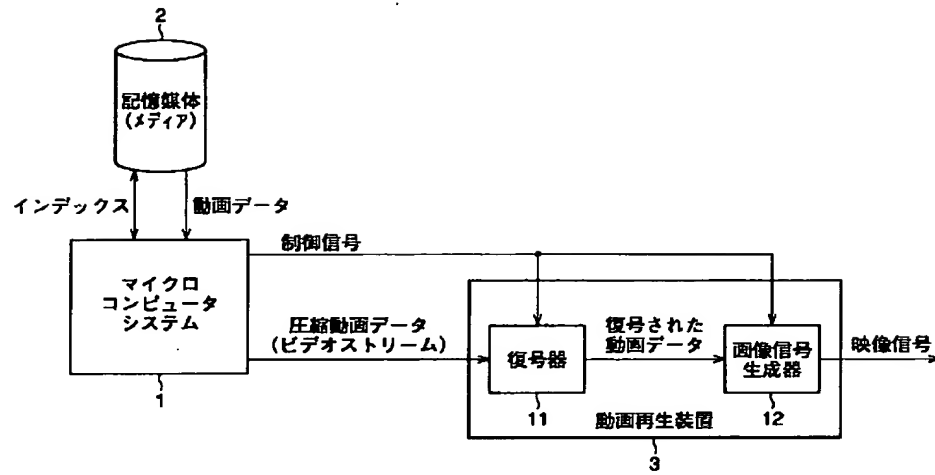 2
記憶媒体
(メディア)
インデックス
動画データ
制御信号
マイクロ
コンピュータ
システム
1
圧縮動画データ
(ビデオストリーム)
復号器
11
復号された
動画データ
画像信号
生成器
12
映像信号
動画再生装置
3